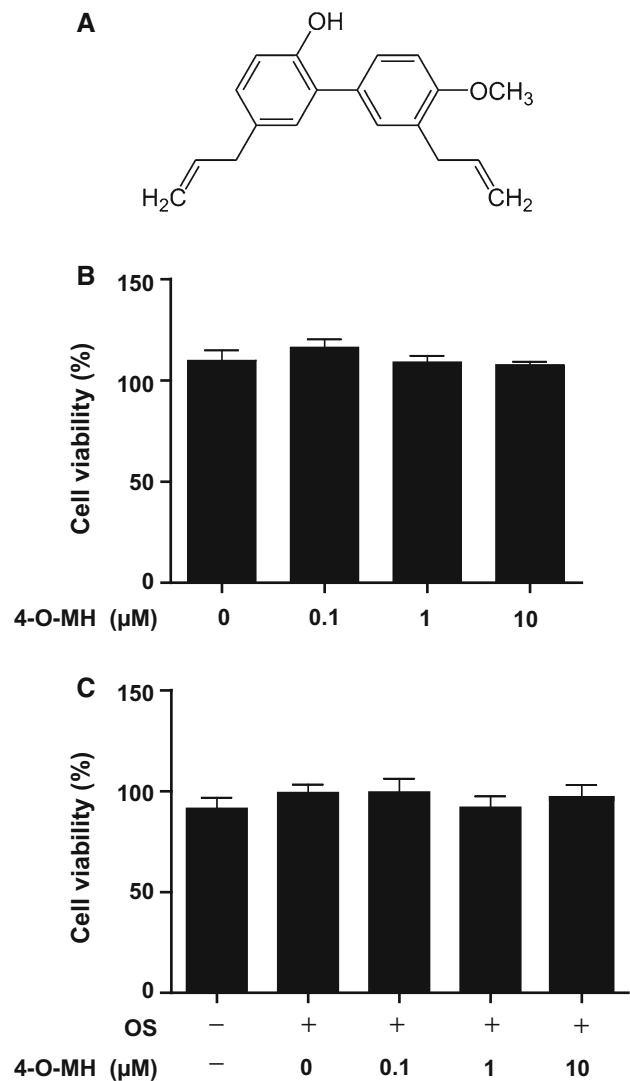 A
OH
OCH3
H2C
CH2
B
150
100
50
0
Cell viability (%)
4-O-MH (µM) 0 0.1 1 10
C
150
100
50
0
Cell viability (%)
OS − + + + +
4-O-MH (µM) − 0 0.1 1 10